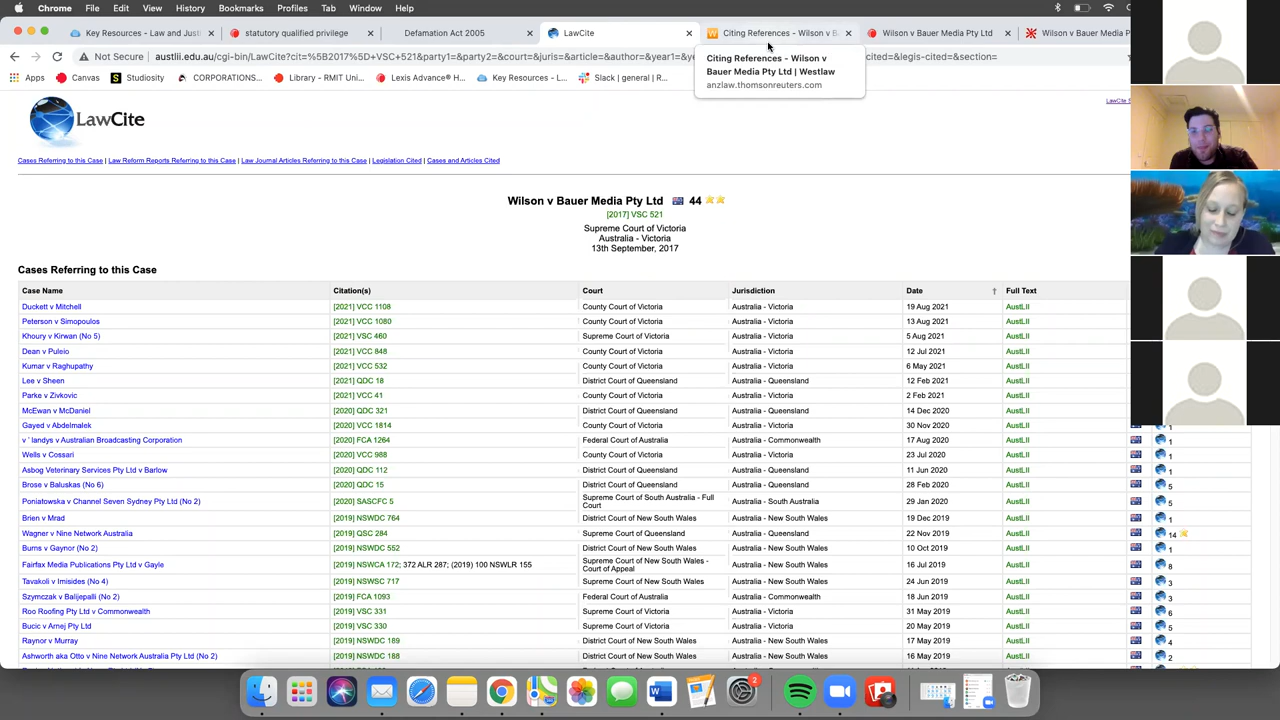 Chrome File Edit View History Bookmarks People Tab Window Help
Key Resources - Law and Justi
statutory qualified privilege
Defamation Act 2005
LawCite
Citing References - Wilson v B
Wilson v Bauer Media Pty Ltd
Wilson v Bauer Media P
Not Secure
Apps Canvas Studiosity CORPORATIONS... Library - RMIT Uni... Lexis Advance® H... Key Resources - L... Slack | general | R...
Citing References - Wilson v
Bauer Media Pty Ltd | Westlaw
anzlaw.thomsonreuters.com
LawCite
LawCite S
Cases Referring to this Case | Law Reform Reports Referring to this Case | Law Journal Articles Referring to this Case | Legislation Cited | Cases and Articles Cited
Wilson v Bauer Media Pty Ltd 44
[2017] VSC 521
Supreme Court of Victoria
Australia - Victoria
13th September, 2017
Cases Referring to this Case
Case Name Citation(s) Court Jurisdiction Date ↑ Full Text
Duckett v Mitchell [2021] VCC 1108 County Court of Victoria Australia - Victoria 19 Aug 2021 AustLII
Peterson v Simopoulos [2021] VCC 1080 County Court of Victoria Australia - Victoria 13 Aug 2021 AustLII
Khoury v Kirwan (No 5) [2021] VSC 460 Supreme Court of Victoria Australia - Victoria 5 Aug 2021 AustLII
Dean v Puleio [2021] VCC 848 County Court of Victoria Australia - Victoria 12 Jul 2021 AustLII
Kumar v Raghupathy [2021] VCC 532 County Court of Victoria Australia - Victoria 6 May 2021 AustLII
Lee v Sheen [2021] QDC 18 District Court of Queensland Australia - Queensland 12 Feb 2021 AustLII
Parke v Zivkovic [2021] VCC 41 County Court of Victoria Australia - Victoria 2 Feb 2021 AustLII
McEwan v McDaniel [2020] QDC 321 District Court of Queensland Australia - Queensland 14 Dec 2020 AustLII
Gayed v Abdelmalek [2020] VCC 1814 County Court of Victoria Australia - Victoria 30 Nov 2020 AustLII 1
v ' landys v Australian Broadcasting Corporation [2020] FCA 1264 Federal Court of Australia Australia - Commonwealth 17 Aug 2020 AustLII 1
Wells v Cossari [2020] VCC 988 County Court of Victoria Australia - Victoria 23 Jul 2020 AustLII 1
Asbog Veterinary Services Pty Ltd v Barlow [2020] QDC 112 District Court of Queensland Australia - Queensland 11 Jun 2020 AustLII 1
Brose v Baluskas (No 6) [2020] QDC 15 District Court of Queensland Australia - Queensland 28 Feb 2020 AustLII 5
Poniatowska v Channel Seven Sydney Pty Ltd (No 2) [2020] SASCFC 5 Supreme Court of South Australia - Full Court Australia - South Australia 29 Jan 2020 AustLII 5
Brien v Mrad [2019] NSWDC 764 District Court of New South Wales Australia - New South Wales 19 Dec 2019 AustLII 1
Wagner v Nine Network Australia [2019] QSC 284 Supreme Court of Queensland Australia - Queensland 22 Nov 2019 AustLII 14
Burns v Gaynor (No 2) [2019] NSWDC 552 District Court of New South Wales Australia - New South Wales 10 Oct 2019 AustLII 1
Fairfax Media Publications Pty Ltd v Gayle [2019] NSWCA 172; 372 ALR 287; (2019) 100 NSWLR 155 Supreme Court of New South Wales - Court of Appeal Australia - New South Wales 16 Jul 2019 AustLII 8
Tavakoli v Imisides (No 4) [2019] NSWSC 717 Supreme Court of New South Wales Australia - New South Wales 24 Jun 2019 AustLII 3
Szymczak v Balijepalli (No 2) [2019] FCA 1093 Federal Court of Australia Australia - Commonwealth 18 Jun 2019 AustLII 3
Roo Roofing Pty Ltd v Commonwealth [2019] VSC 331 Supreme Court of Victoria Australia - Victoria 31 May 2019 AustLII 6
Bucic v Arnej Pty Ltd [2019] VSC 330 Supreme Court of Victoria Australia - Victoria 20 May 2019 AustLII 5
Raynor v Murray [2019] NSWDC 189 District Court of New South Wales Australia - New South Wales 17 May 2019 AustLII 4
Ashworth aka Otto v Nine Network Australia Pty Ltd (No 2) [2019] NSWDC 188 District Court of New South Wales Australia - New South Wales 16 May 2019 AustLII 2
2